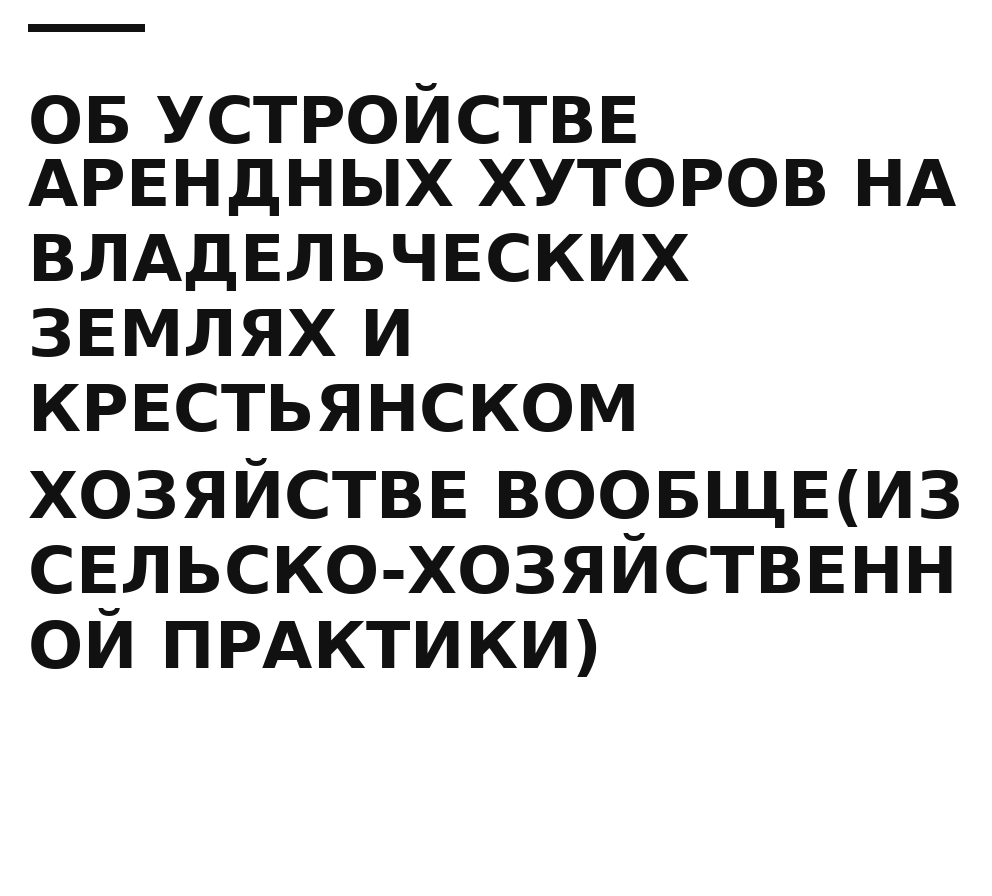 ОБ УСТРОЙСТВЕ
АРЕНДНЫХ ХУТОРОВ НА
ВЛАДЕЛЬЧЕСКИХ
ЗЕМЛЯХ И
КРЕСТЬЯНСКОМ
ХОЗЯЙСТВЕ ВООБЩЕ(ИЗ
СЕЛЬСКО-ХОЗЯЙСТВЕНН
ОЙ ПРАКТИКИ)